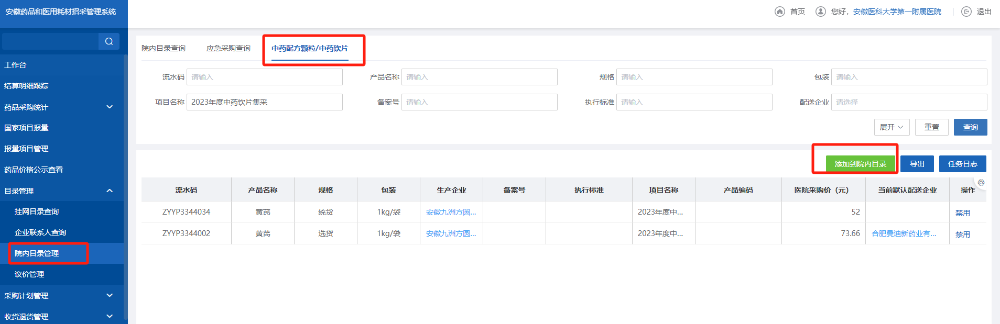 安徽药品和医用耗材招采管理系统
首页
您好，安徽医科大学第一附属医院
退出
工作台
结算明细跟踪
药品采购统计
国家项目报量
报量项目管理
药品价格公示查看
目录管理
挂网目录查询
企业联系人查询
院内目录管理
议价管理
采购计划管理
收货退货管理
院内目录查询 应急采购查询 中药配方颗粒/中药饮片
流水码 请输入 产品名称 请输入 规格 请输入 包装 请输入
项目名称 2023年度中药饮片集采 备案号 请输入 执行标准 请输入 配送企业 请选择
展开 重置 查询
添加到院内目录 导出 任务日志
流水码 产品名称 规格 包装 生产企业 备案号 执行标准 项目名称 产品编码 医院采购价（元） 当前默认配送企业 操作
ZYYP3344034 黄芪 统货 1kg/袋 安徽九洲方圆... 2023年度中... 52 禁用
ZYYP3344002 黄芪 选货 1kg/袋 安徽九洲方圆... 2023年度中... 73.66 合肥曼迪新药业有... 禁用